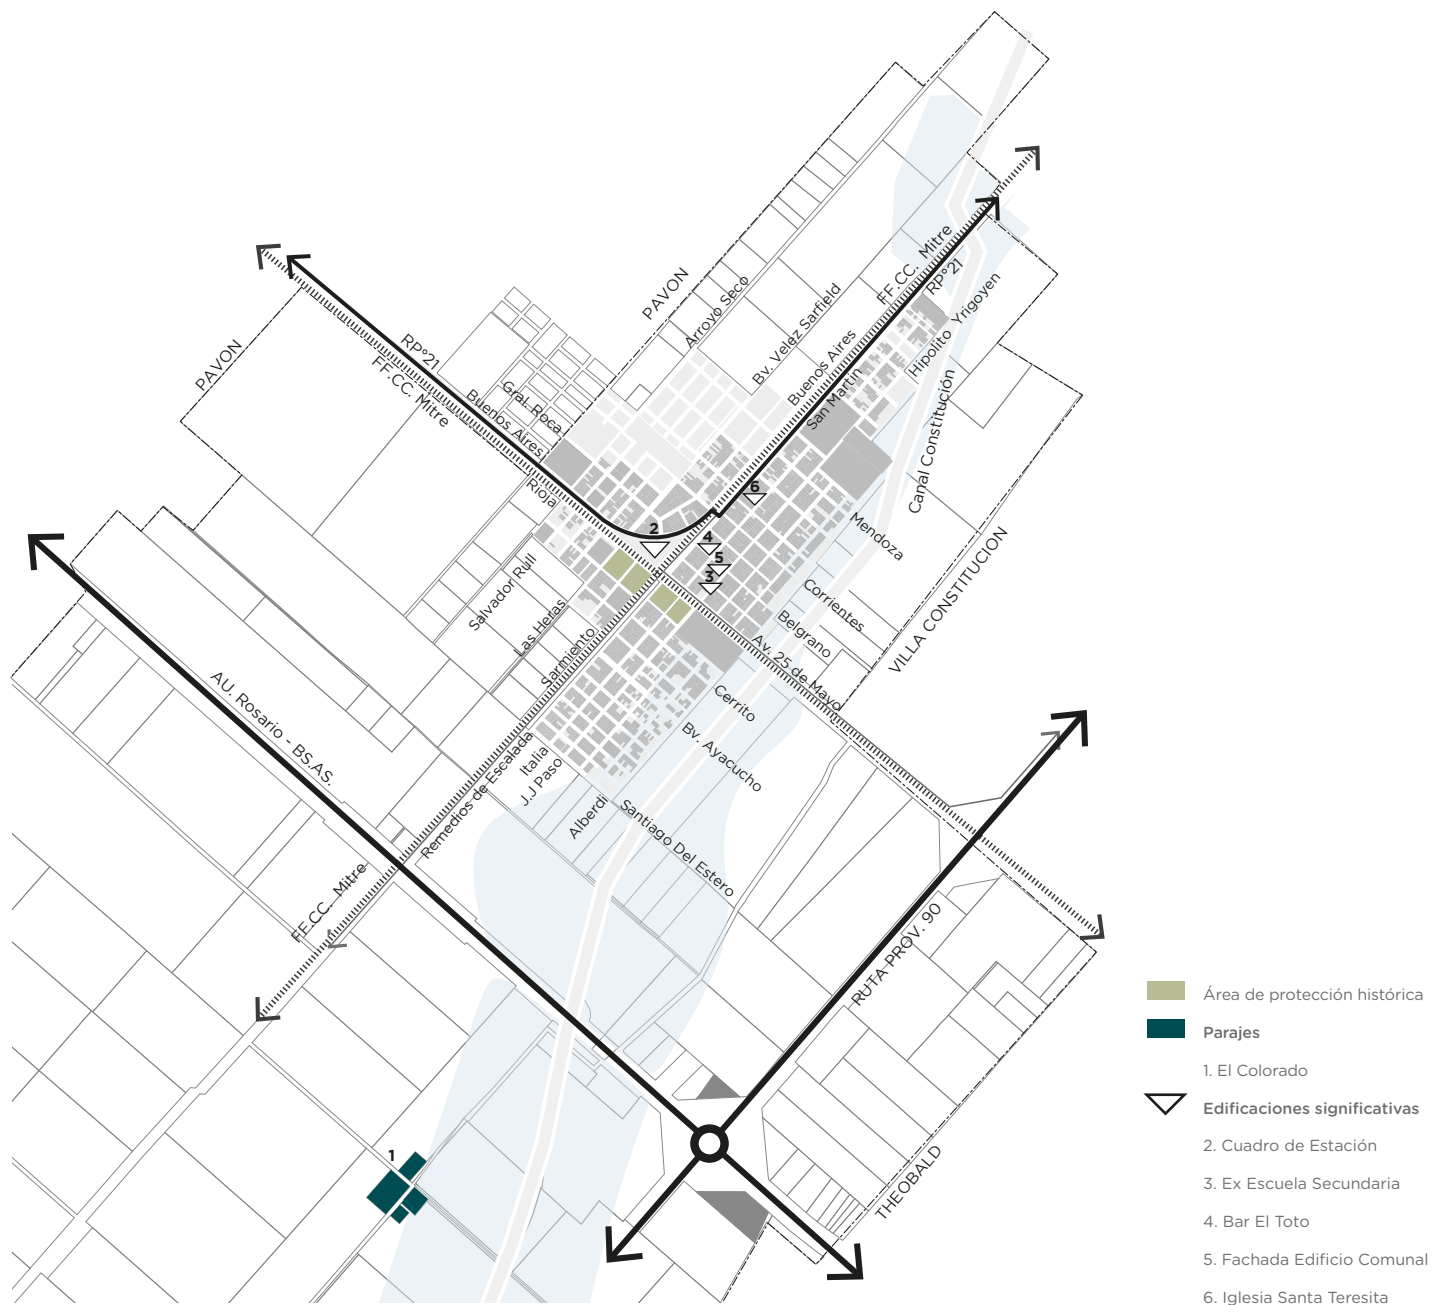 PAVON
Arroyo Seco
Bv. Velez Sarfield
FF.CC. Mitre
RP°21
Buenos Aires
San Martin
Hipolito Yrigoyen
Canal Constitución
PAVON
RP°21
FF.CC. Mitre
Gral. Roca
Buenos Aires
Rioja
6
2
4
5
3
Mendoza
Corrientes
Belgrano
Av. 25 de Mayo
VILLA CONSTITUCION
Salvador Rull
Las Heras
Sarmiento
Cerrito
Bv. Ayacucho
AU. Rosario - BS.AS.
Remedios de Escalada
Italia
J.J Paso
Alberdi
Santiago Del Estero
FF.CC. Mitre
RUTA PROV. 90
THEOBALD
1
Área de protección histórica
Parajes
1. El Colorado
Edificaciones significativas
2. Cuadro de Estación
3. Ex Escuela Secundaria
4. Bar El Toto
5. Fachada Edificio Comunal
6. Iglesia Santa Teresita